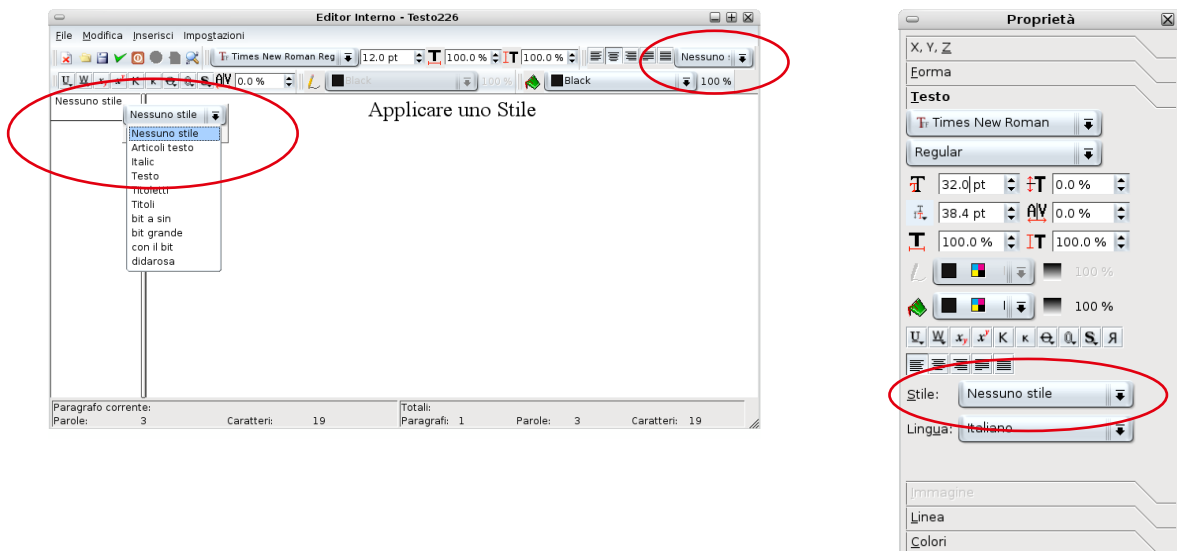 Editor Interno - Testo226
File Modifica Inserisci Impostazioni
Times New Roman Reg 12.0 pt 100.0 % 100.0 % Nessuno
0.0 % Black 100 % Black 100 %
Nessuno stile
Applicare uno Stile
Nessuno stile
Nessuno stile
Articoli testo
Italic
Testo
Titoletti
Titoli
bit a sin
bit grande
con il bit
didarosa
Paragrafo corrente: Totali:
Parole: 3 Caratteri: 19 Paragrafi: 1 Parole: 3 Caratteri: 19
Proprietà
X, Y, Z
Forma
Testo
Times New Roman
Regular
32.0 pt 0.0 %
38.4 pt 0.0 %
100.0 % 100.0 %
100 %
100 %
Stile: Nessuno stile
Lingua: Italiano
Immagine
Linea
Colori